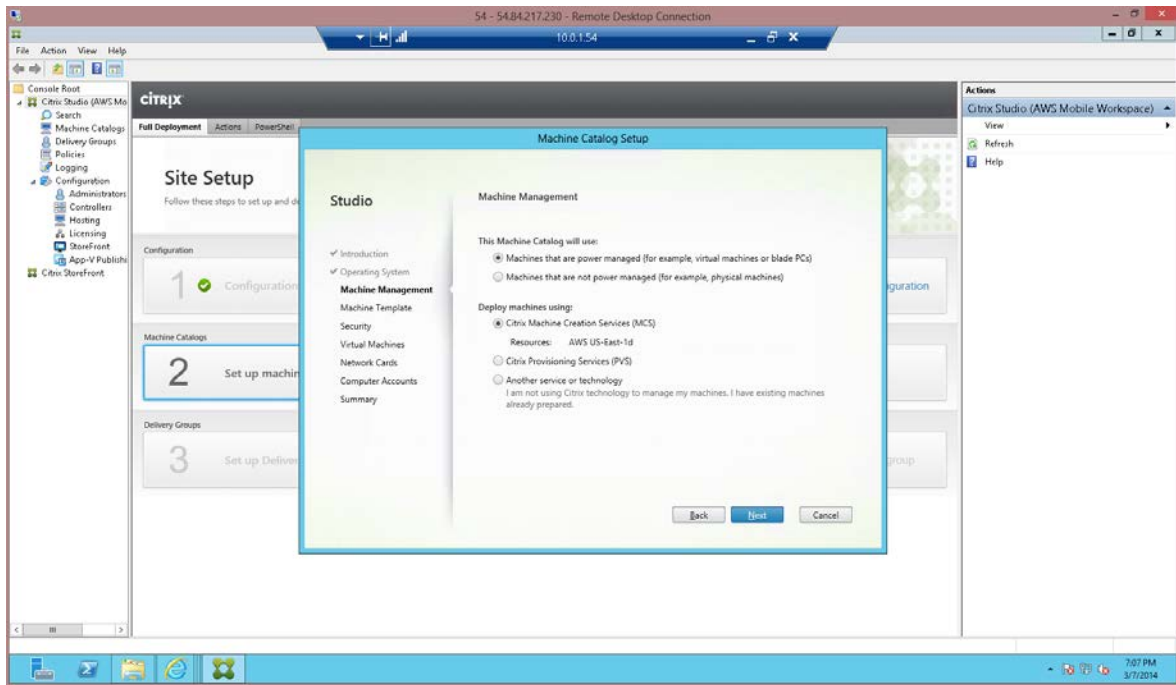 54 - 54.84.217.230 - Remote Desktop Connection
10.0.1.54
File Action View Help
Console Root
Citrix Studio (AWS Mo
Search
Machine Catalogs
Delivery Groups
Policies
Logging
Configuration
Administrators
Controllers
Hosting
Licensing
StoreFront
App-V Publishi
Citrix StoreFront
CITRIX
Full Deployment Actions PowerShell
Site Setup
Follow these steps to set up and de
Configuration
1 Configuration
iguration
Machine Catalogs
2 Set up machin
Delivery Groups
3 Set up Deliver
group
Machine Catalog Setup
Studio
Introduction
Operating System
Machine Management
Machine Template
Security
Virtual Machines
Network Cards
Computer Accounts
Summary
Machine Management
This Machine Catalog will use:
Machines that are power managed (for example, virtual machines or blade PCs)
Machines that are not power managed (for example, physical machines)
Deploy machines using:
Citrix Machine Creation Services (MCS)
Resources: AWS US-East-1d
Citrix Provisioning Services (PVS)
Another service or technology
I am not using Citrix technology to manage my machines. I have existing machines
already prepared.
Back Next Cancel
Actions
Citrix Studio (AWS Mobile Workspace)
View
Refresh
Help
7:07 PM
3/7/2014